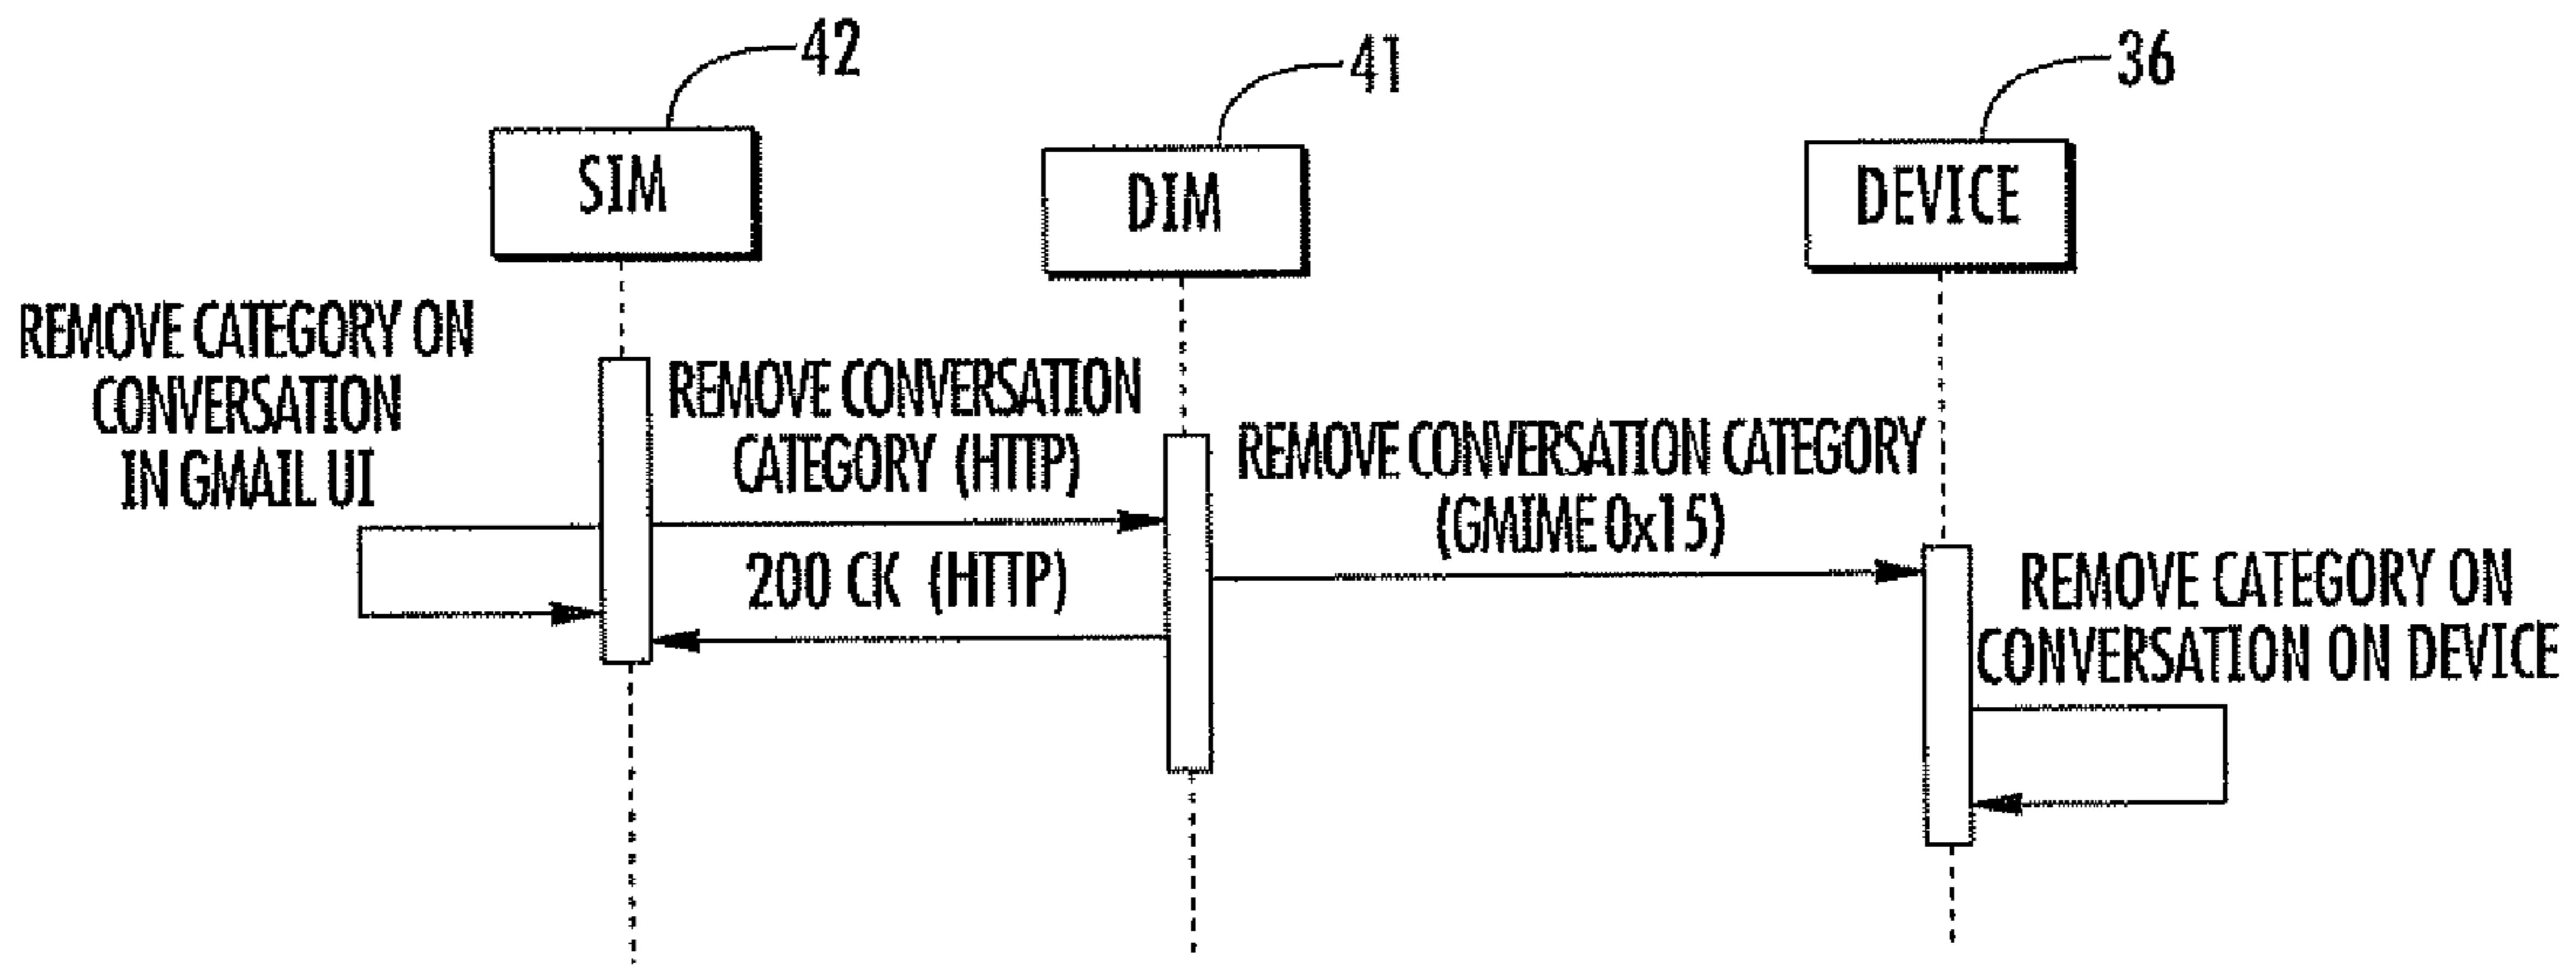 42
41
36
SIM
DIM
DEVICE
REMOVE CATEGORY ON
CONVERSATION
IN GMAIL UI
REMOVE CONVERSATION
CATEGORY (HTTP)
200 CK (HTTP)
REMOVE CONVERSATION CATEGORY
(GMIME 0x15)
REMOVE CATEGORY ON
CONVERSATION ON DEVICE